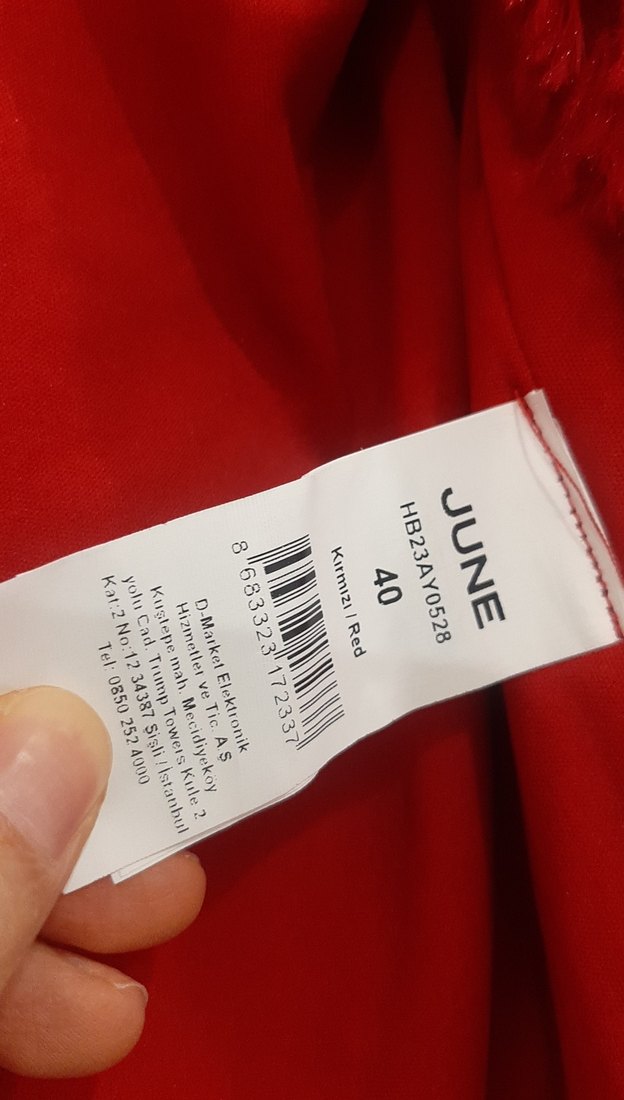 JUNE
HB23AY0528
40
Kırmızı / Red
8 683323 172337
D-Market Elektronik
Hizmetler ve Tic. A.Ş
Kuştepe mah. Mecidiyeköy
yolu Cad. Trump Towers Kule 2
Kat:2 No:12 34387 Şişli / İstanbul
Tel: 0850 252 4000